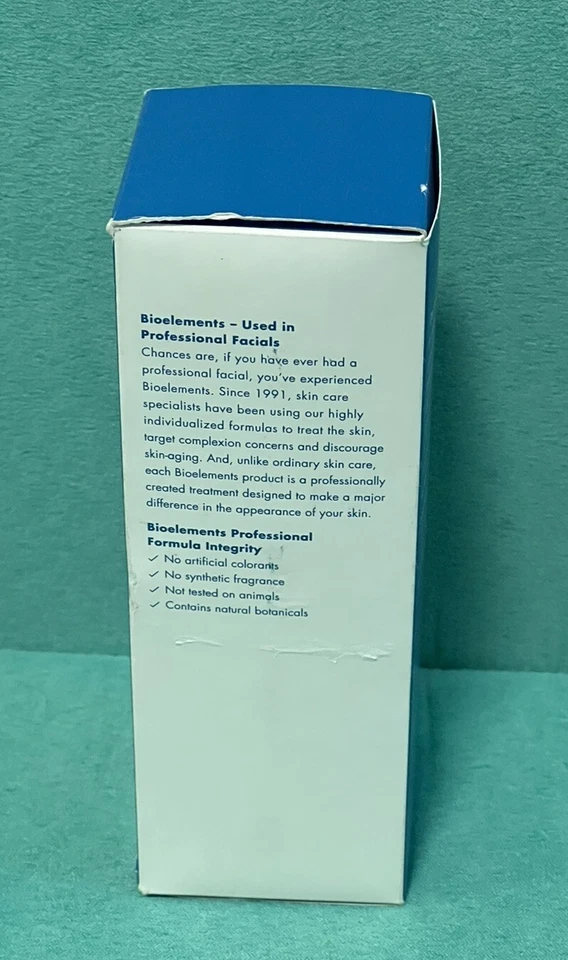 Bioelements – Used in
Professional Facials
Chances are, if you have ever had a
professional facial, you've experienced
Bioelements. Since 1991, skin care
specialists have been using our highly
individualized formulas to treat the skin,
target complexion concerns and discourage
skin-aging. And, unlike ordinary skin care,
each Bioelements product is a professionally
created treatment designed to make a major
difference in the appearance of your skin.
Bioelements Professional
Formula Integrity
✓ No artificial colorants
✓ No synthetic fragrance
✓ Not tested on animals
✓ Contains natural botanicals